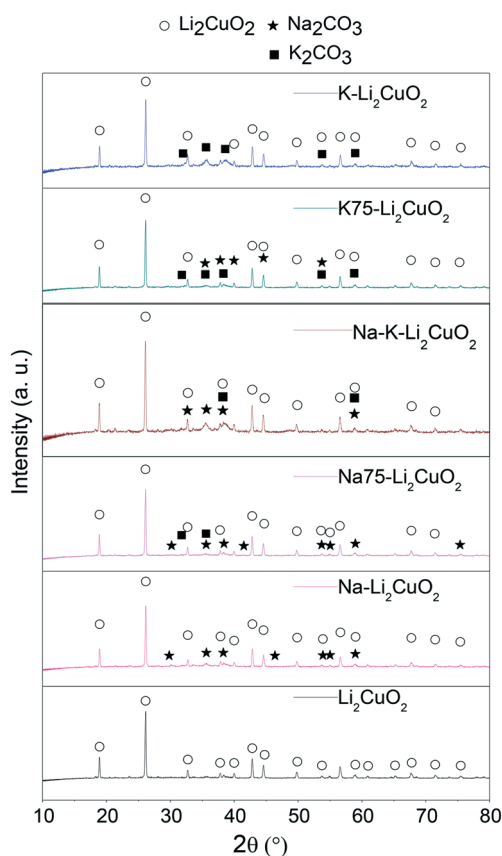 ○ Li₂CuO₂ ★ Na₂CO₃
■ K₂CO₃
K-Li₂CuO₂
K75-Li₂CuO₂
Na-K-Li₂CuO₂
Na75-Li₂CuO₂
Na-Li₂CuO₂
Li₂CuO₂
Intensity (a. u.)
10 20 30 40 50 60 70 80
2θ (°)